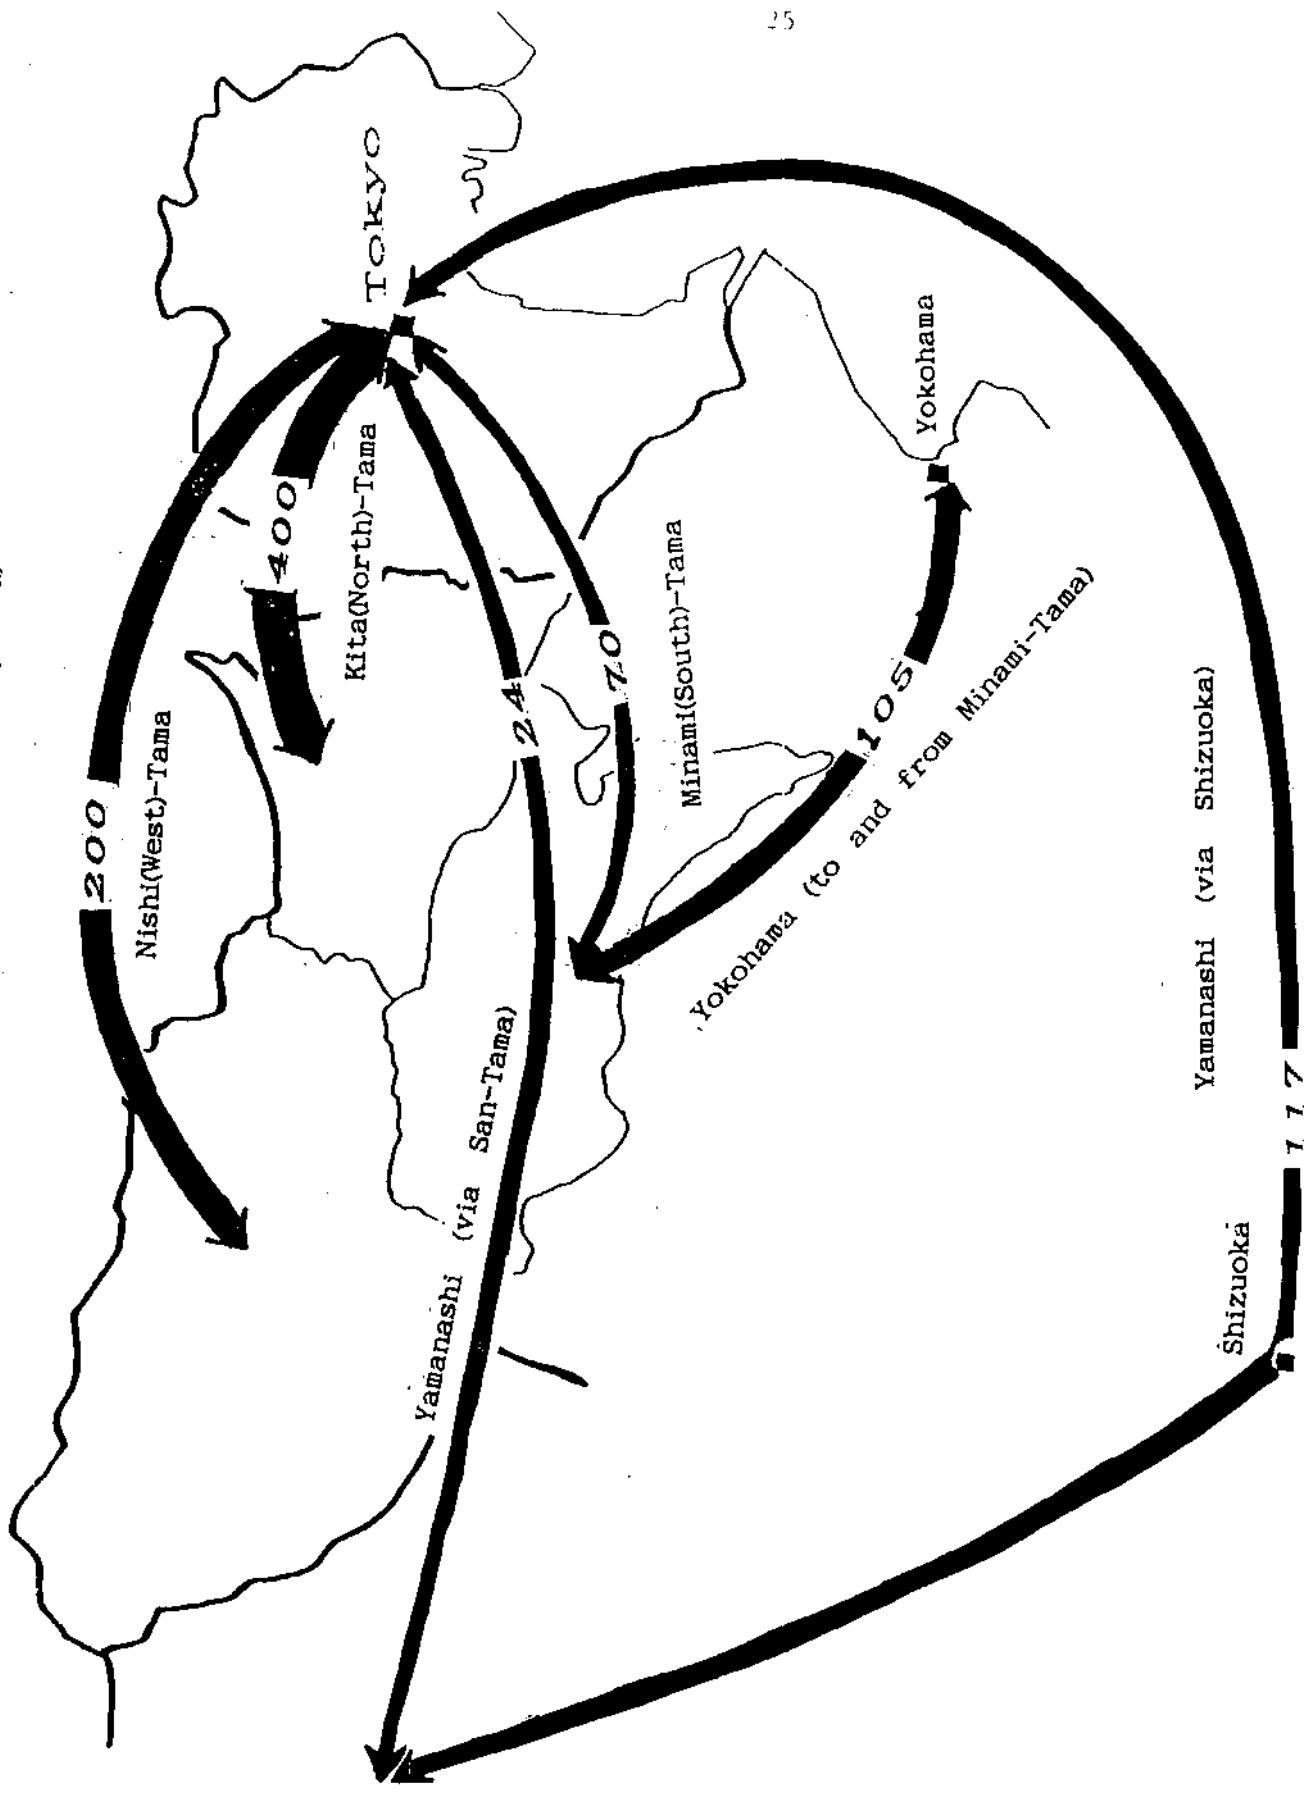 25
Tokyo
200
Nishi(West)-Tama
400
Kita(North)-Tama
24
Yamanashi (via San-Tama)
70
Minami(South)-Tama
105
Yokohama (to and from Minami-Tama)
Yokohama
Yamanashi (via Shizuoka)
117
Shizuoka